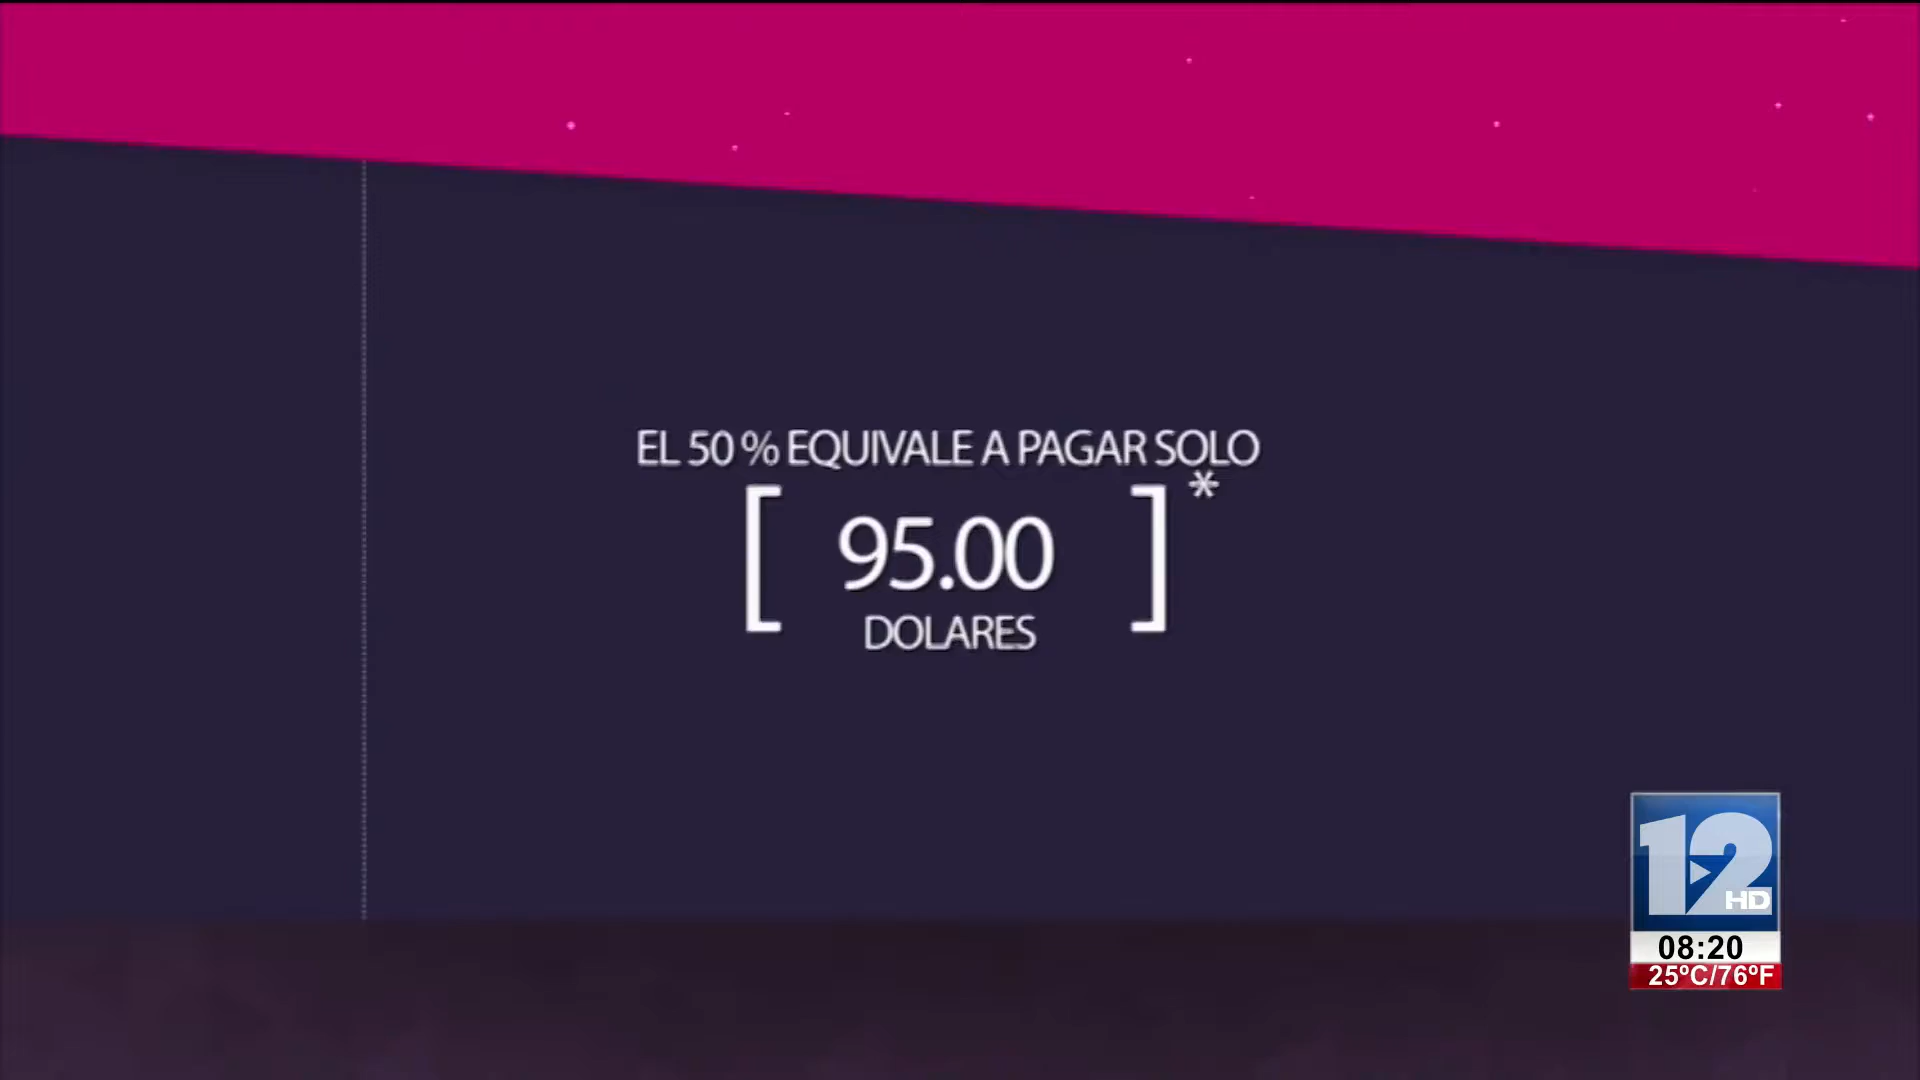 EL 50 % EQUIVALE A PAGAR SOLO
[ 95.00 ] *
DOLARES
12
HD
08:20
25ºC/76ºF